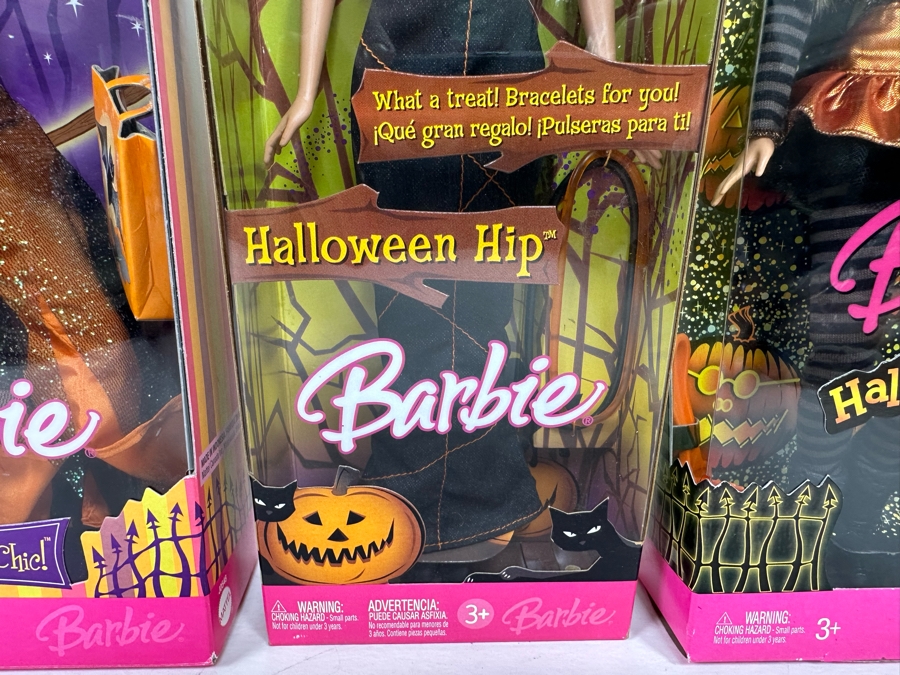 What a treat! Bracelets for you!
¡Qué gran regalo! ¡Pulseras para ti!
Halloween Hip™
Barbie®
WARNING:
CHOKING HAZARD - Small parts.
Not for children under 3 years.
ADVERTENCIA:
PUEDE CAUSAR ASFIXIA.
No recomendable para menores de
3 años. Contiene piezas pequeñas.
3+
Barbie
ie®
Chic!™
Barbie
B
Hal
WARNING:
CHOKING HAZARD - Small parts.
Not for children under 3 years.
3+